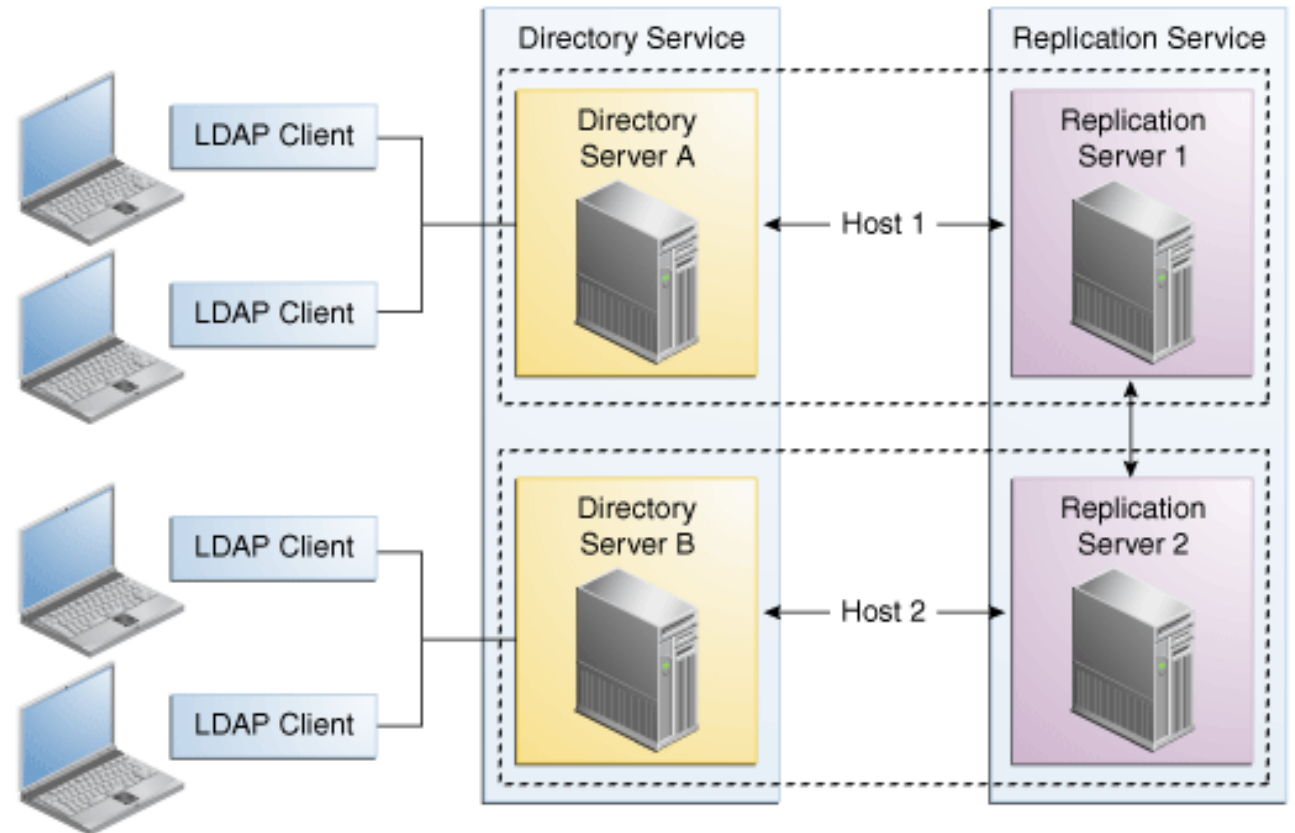 Directory Service
Replication Service
LDAP Client
LDAP Client
Directory
Server A
Host 1
Replication
Server 1
LDAP Client
LDAP Client
Directory
Server B
Host 2
Replication
Server 2